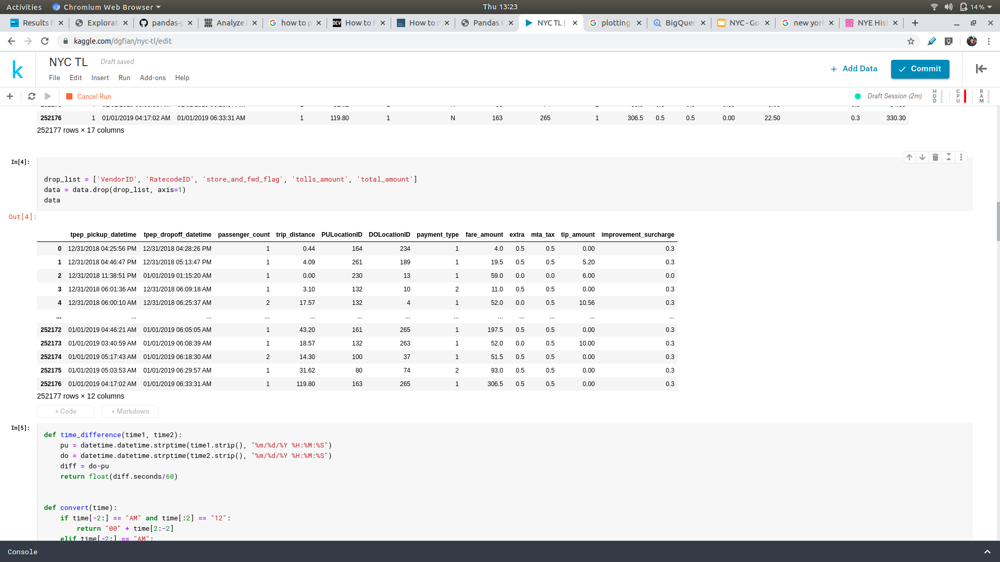 Activities Chromium Web Browser Thu 13:23 14%
Results f Explorat pandas-p Analyze how to p How to How to r Pandas NYC TL plotting BigQuer NYC - Go new yor NYE Hist
kaggle.com/dgfian/nyc-tl/edit
k NYC TL Draft saved
File Edit Insert Run Add-ons Help
+ Add Data Commit
+ Cancel Run Draft Session (2m) HDD CPU RAM
252176 1 01/01/2019 04:17:02 AM 01/01/2019 06:33:31 AM 1 119.80 1 N 163 265 1 306.5 0.5 0.5 0.00 22.50 0.3 330.30
252177 rows × 17 columns
In[4]:
drop_list = ['VendorID', 'RatecodeID', 'store_and_fwd_flag', 'tolls_amount', 'total_amount']
data = data.drop(drop_list, axis=1)
data
Out[4]:
tpep_pickup_datetime tpep_dropoff_datetime passenger_count trip_distance PULocationID DOLocationID payment_type fare_amount extra mta_tax tip_amount improvement_surcharge
0 12/31/2018 04:25:56 PM 12/31/2018 04:28:26 PM 1 0.44 164 234 1 4.0 0.5 0.5 0.00 0.3
1 12/31/2018 04:46:47 PM 12/31/2018 05:13:47 PM 1 4.09 261 189 1 19.5 0.5 0.5 5.20 0.3
2 12/31/2018 11:38:51 PM 01/01/2019 01:15:20 AM 1 0.00 230 13 1 59.0 0.0 0.0 6.00 0.0
3 12/31/2018 06:01:36 AM 12/31/2018 06:09:18 AM 1 3.10 132 10 2 11.0 0.5 0.5 0.00 0.3
4 12/31/2018 06:00:10 AM 12/31/2018 06:25:37 AM 2 17.57 132 4 1 52.0 0.0 0.5 10.56 0.3
... ... ... ... ... ... ... ... ... ... ... ... ...
252172 01/01/2019 04:46:21 AM 01/01/2019 06:05:05 AM 1 43.20 161 265 1 197.5 0.5 0.5 0.00 0.3
252173 01/01/2019 03:40:59 AM 01/01/2019 06:08:39 AM 1 18.57 132 263 1 52.0 0.0 0.5 10.00 0.3
252174 01/01/2019 05:17:43 AM 01/01/2019 06:18:30 AM 2 14.30 100 37 1 51.5 0.5 0.5 0.00 0.3
252175 01/01/2019 05:03:53 AM 01/01/2019 06:29:57 AM 1 31.62 80 74 2 93.0 0.5 0.5 0.00 0.3
252176 01/01/2019 04:17:02 AM 01/01/2019 06:33:31 AM 1 119.80 163 265 1 306.5 0.5 0.5 0.00 0.3
252177 rows × 12 columns
+ Code + Markdown
In[5]:
def time_difference(time1, time2):
    pu = datetime.datetime.strptime(time1.strip(), "%m/%d/%Y %H:%M:%S")
    do = datetime.datetime.strptime(time2.strip(), "%m/%d/%Y %H:%M:%S")
    diff = do-pu
    return float(diff.seconds/60)
def convert(time):
    if time[-2:] == "AM" and time[:2] == "12":
        return "00" + time[2:-2]
    elif time[-2:] == "AM":
Console